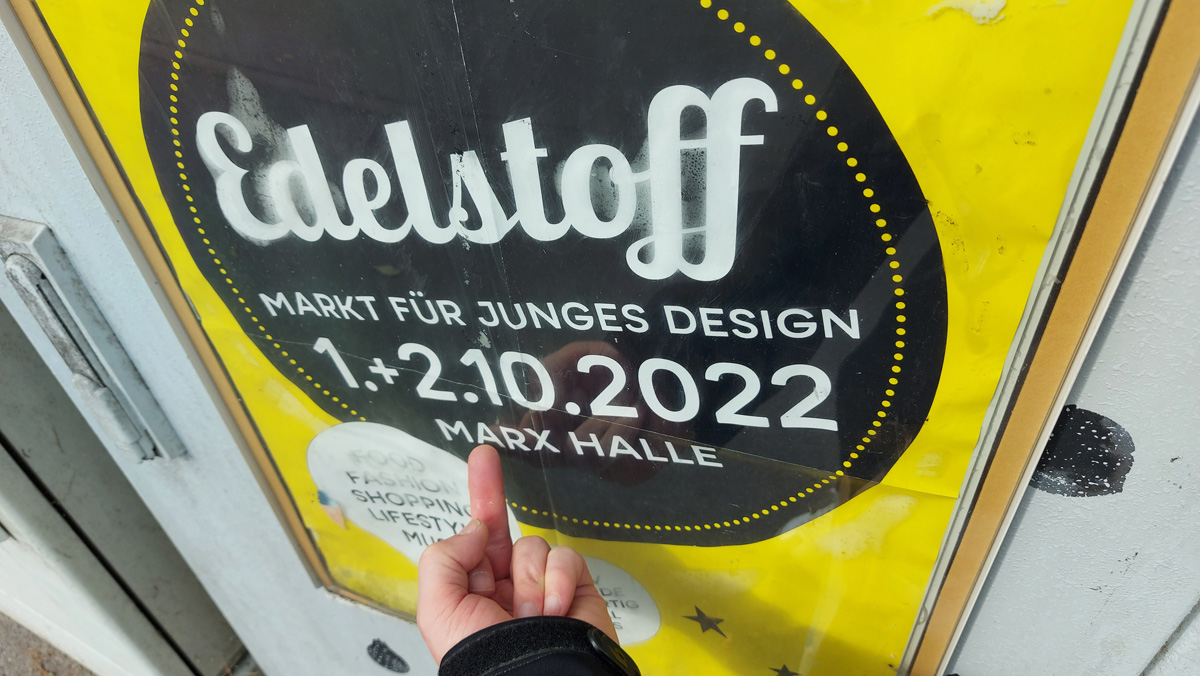 Edelstoff
MARKT FÜR JUNGES DESIGN
1.+2.10.2022
MARX HALLE
FOOD
FASHION
SHOPPING